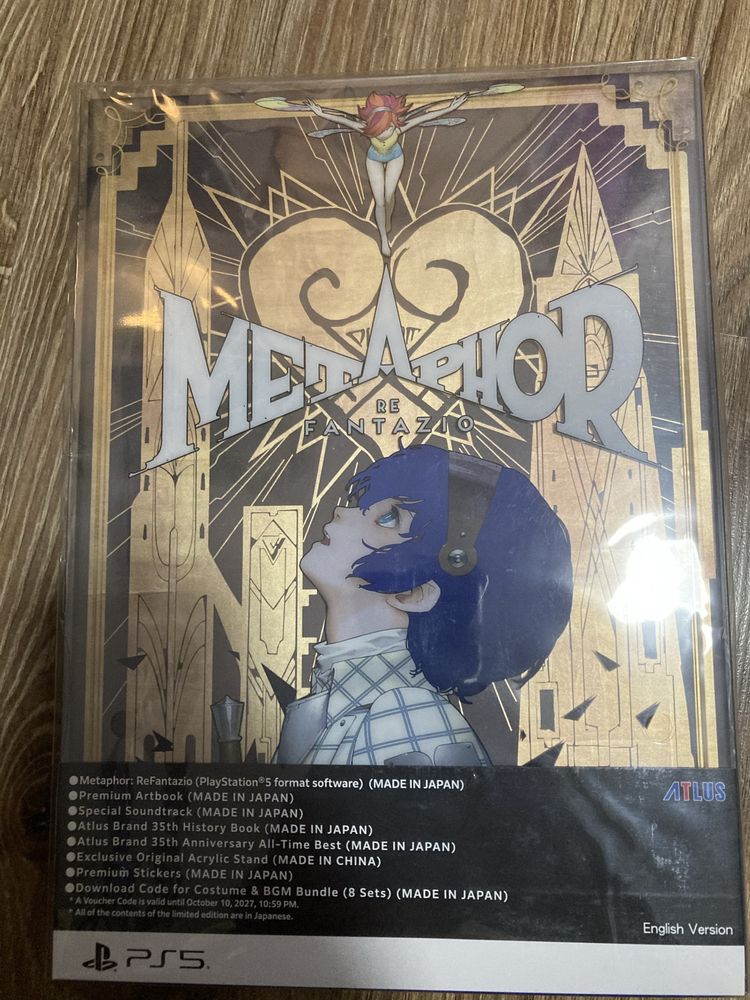 METAPHOR
RE
FANTAZIO
●Metaphor: ReFantazio (PlayStation®5 format software) (MADE IN JAPAN)
●Premium Artbook (MADE IN JAPAN)
●Special Soundtrack (MADE IN JAPAN)
●Atlus Brand 35th History Book (MADE IN JAPAN)
●Atlus Brand 35th Anniversary All-Time Best (MADE IN JAPAN)
●Exclusive Original Acrylic Stand (MADE IN CHINA)
●Premium Stickers (MADE IN JAPAN)
●Download Code for Costume & BGM Bundle (8 Sets) (MADE IN JAPAN)
* A Voucher Code is valid until October 10, 2027, 10:59 PM.
* All of the contents of the limited edition are in Japanese.
ATLUS
English Version
PS5